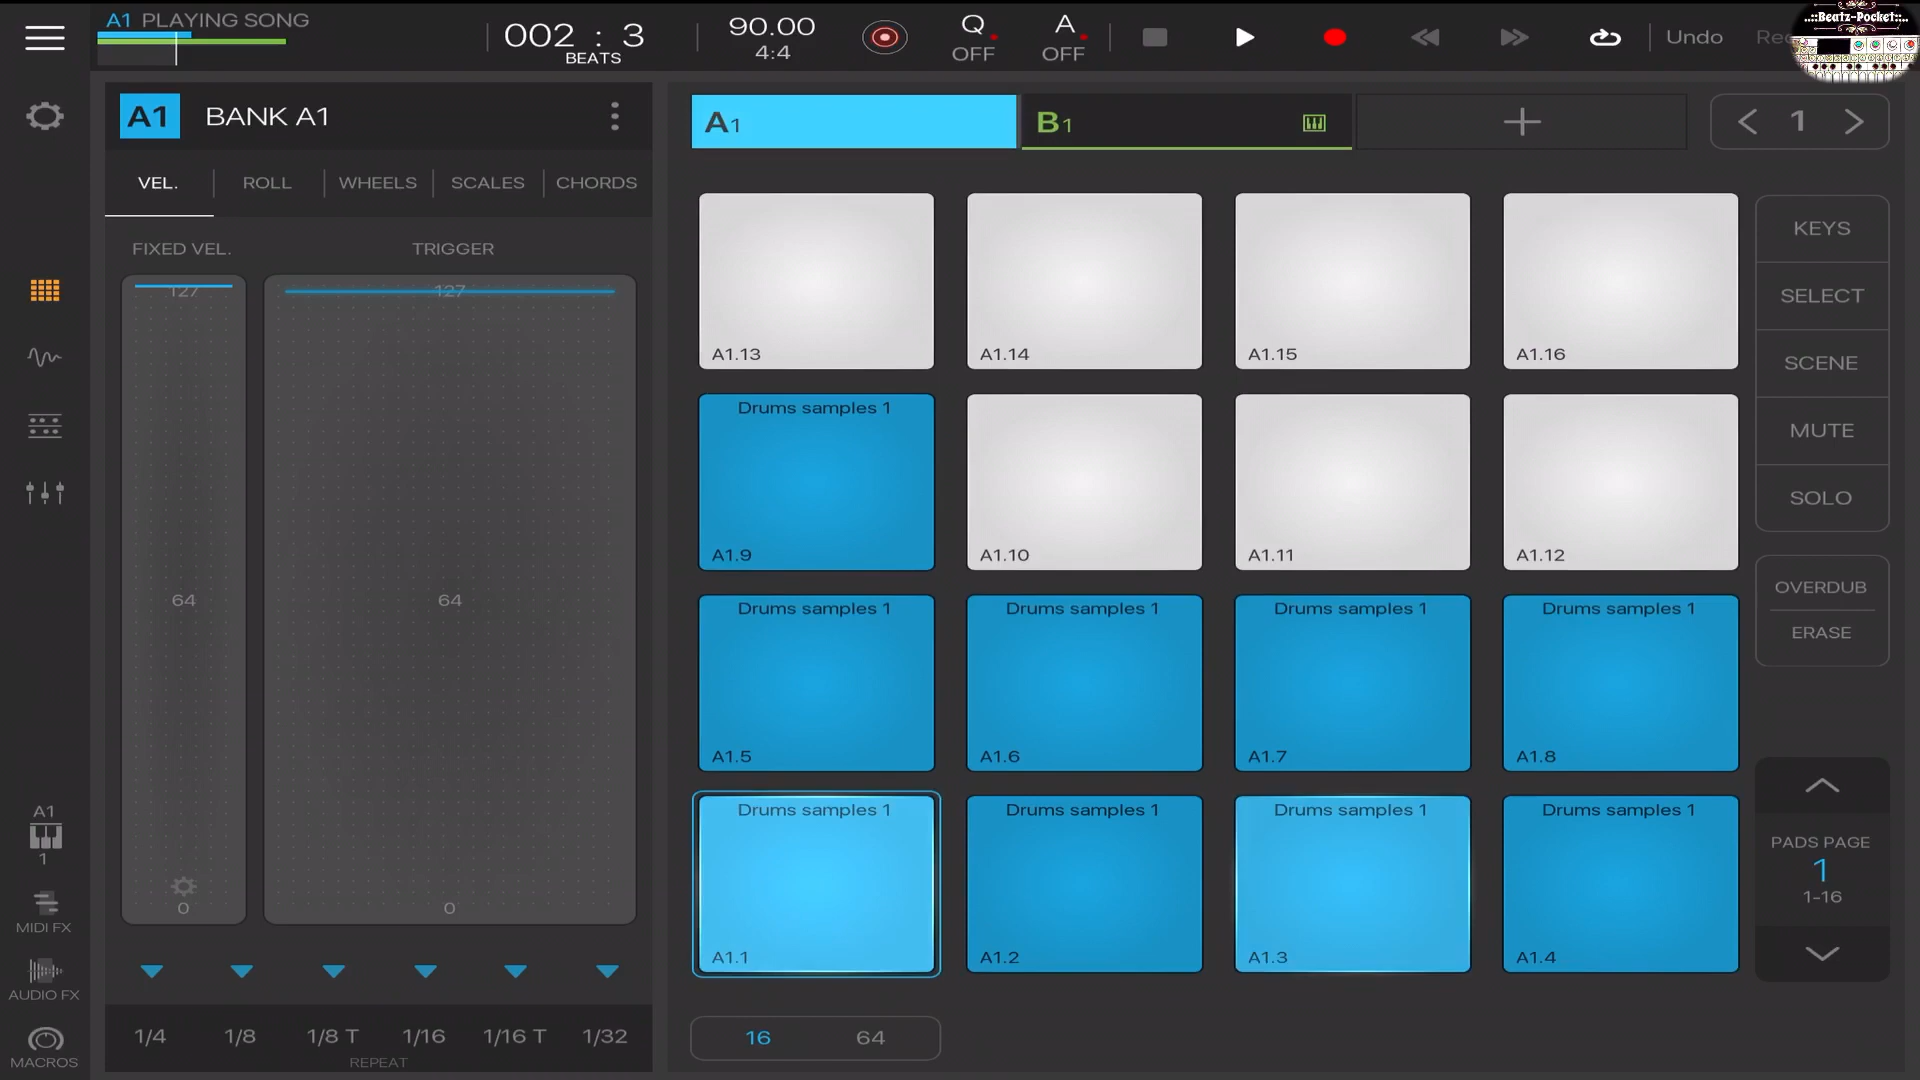 A1 PLAYING SONG
002 : 3
BEATS
90.00
4:4
Q
OFF
A
OFF
Undo
..::Beatz-Pocket::..
A1 BANK A1
VEL. ROLL WHEELS SCALES CHORDS
FIXED VEL. TRIGGER
127 127
64 64
0 0
1/4 1/8 1/8 T 1/16 1/16 T 1/32
REPEAT
A1
1
MIDI FX
AUDIO FX
MACROS
A1 B1 + < 1 >
A1.13 A1.14 A1.15 A1.16
Drums samples 1
A1.9 A1.10 A1.11 A1.12
Drums samples 1 Drums samples 1 Drums samples 1 Drums samples 1
A1.5 A1.6 A1.7 A1.8
Drums samples 1 Drums samples 1 Drums samples 1 Drums samples 1
A1.1 A1.2 A1.3 A1.4
16 64
KEYS
SELECT
SCENE
MUTE
SOLO
OVERDUB
ERASE
PADS PAGE
1
1-16